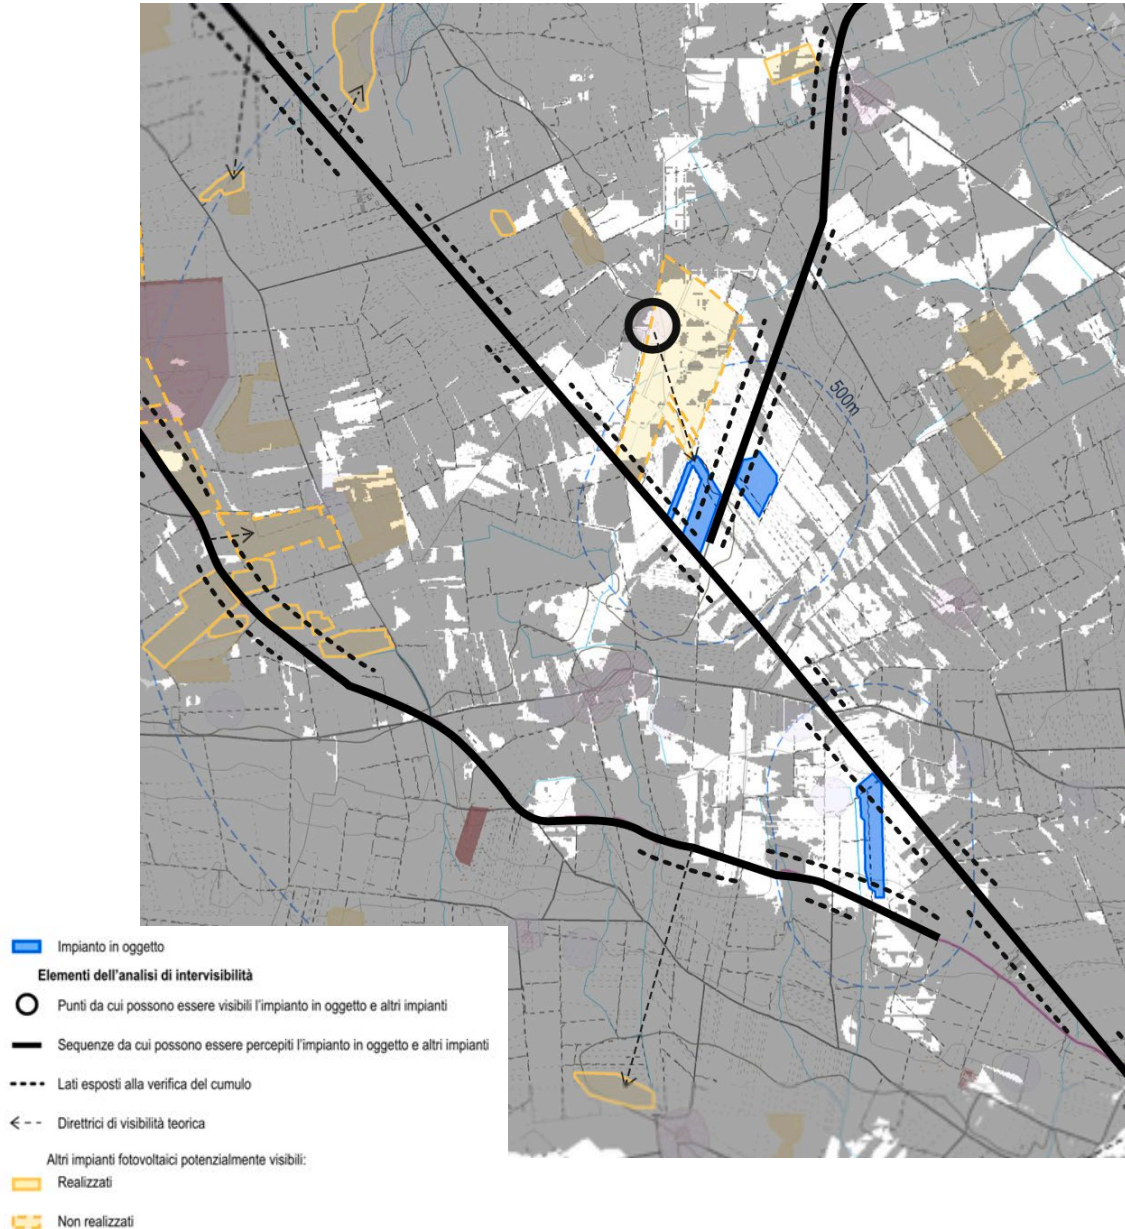 500m
Impianto in oggetto
Elementi dell'analisi di intervisibilità
Punti da cui possono essere visibili l'impianto in oggetto e altri impianti
Sequenze da cui possono essere percepiti l'impianto in oggetto e altri impianti
Lati esposti alla verifica del cumulo
Direttrici di visibilità teorica
Altri impianti fotovoltaici potenzialmente visibili:
Realizzati
Non realizzati